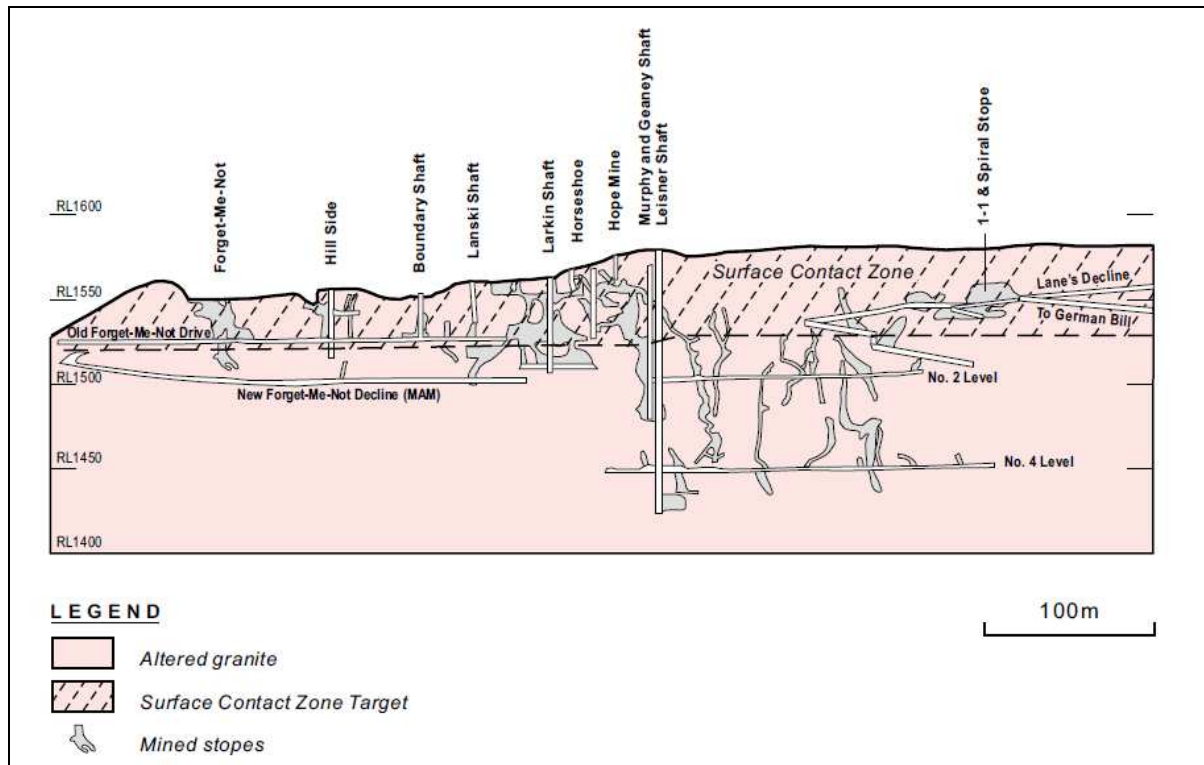 Forget-Me-Not
Hill Side
Boundary Shaft
Lanski Shaft
Larkin Shaft
Horseshoe
Hope Mine
Murphy and Geaney Shaft
Leisner Shaft
1-1 & Spiral Stope
RL1600
Surface Contact Zone
Lane's Decline
RL1550
To German Bill
Old Forget-Me-Not Drive
RL1500
New Forget-Me-Not Decline (MAM)
No. 2 Level
RL1450
No. 4 Level
RL1400
LEGEND
100m
Altered granite
Surface Contact Zone Target
Mined stopes